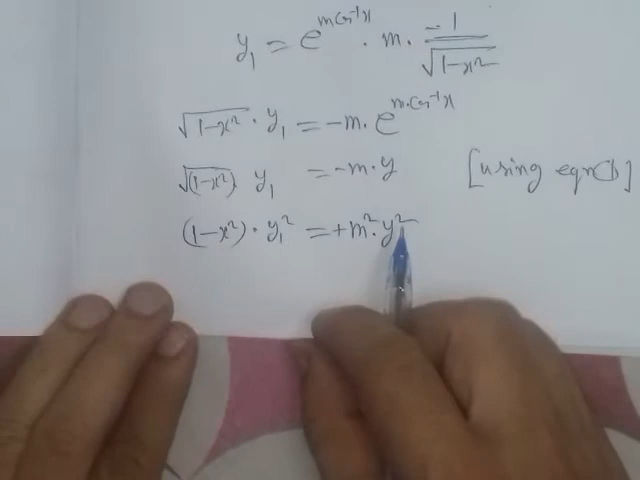 y₁ = e^{m cos⁻¹x} · m · -1/√(1-x²)
√(1-x²) · y₁ = -m · e^{m·cos⁻¹x}
√(1-x²) y₁ = -m · y [using eqn(1)]
(1-x²) · y₁² = +m² · y²